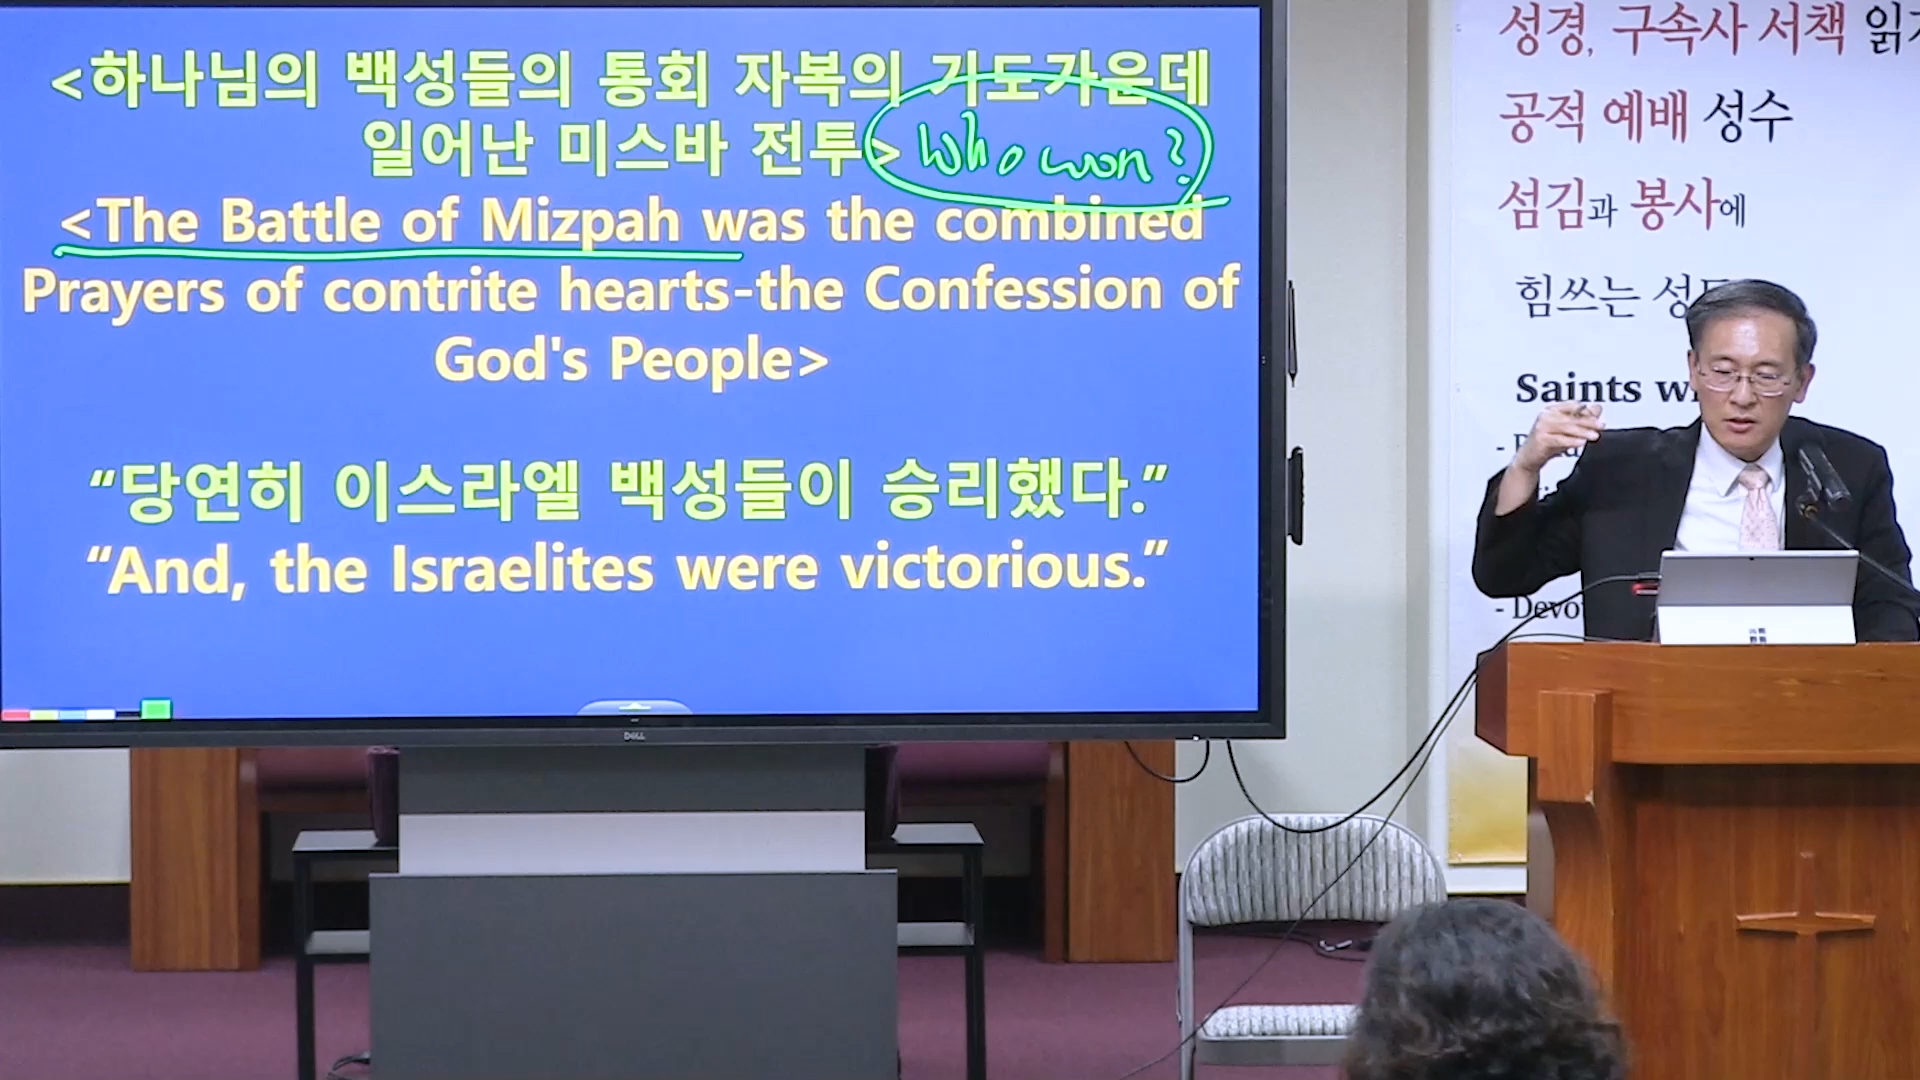 <하나님의 백성들의 통회 자복의 기도가운데
일어난 미스바 전투>
Who won?
<The Battle of Mizpah was the combined
Prayers of contrite hearts-the Confession of
God's People>
“당연히 이스라엘 백성들이 승리했다.”
“And, the Israelites were victorious.”
DELL
성경, 구속사 서책
공적 예배 성수
섬김과 봉사에
힘쓰는
Saints